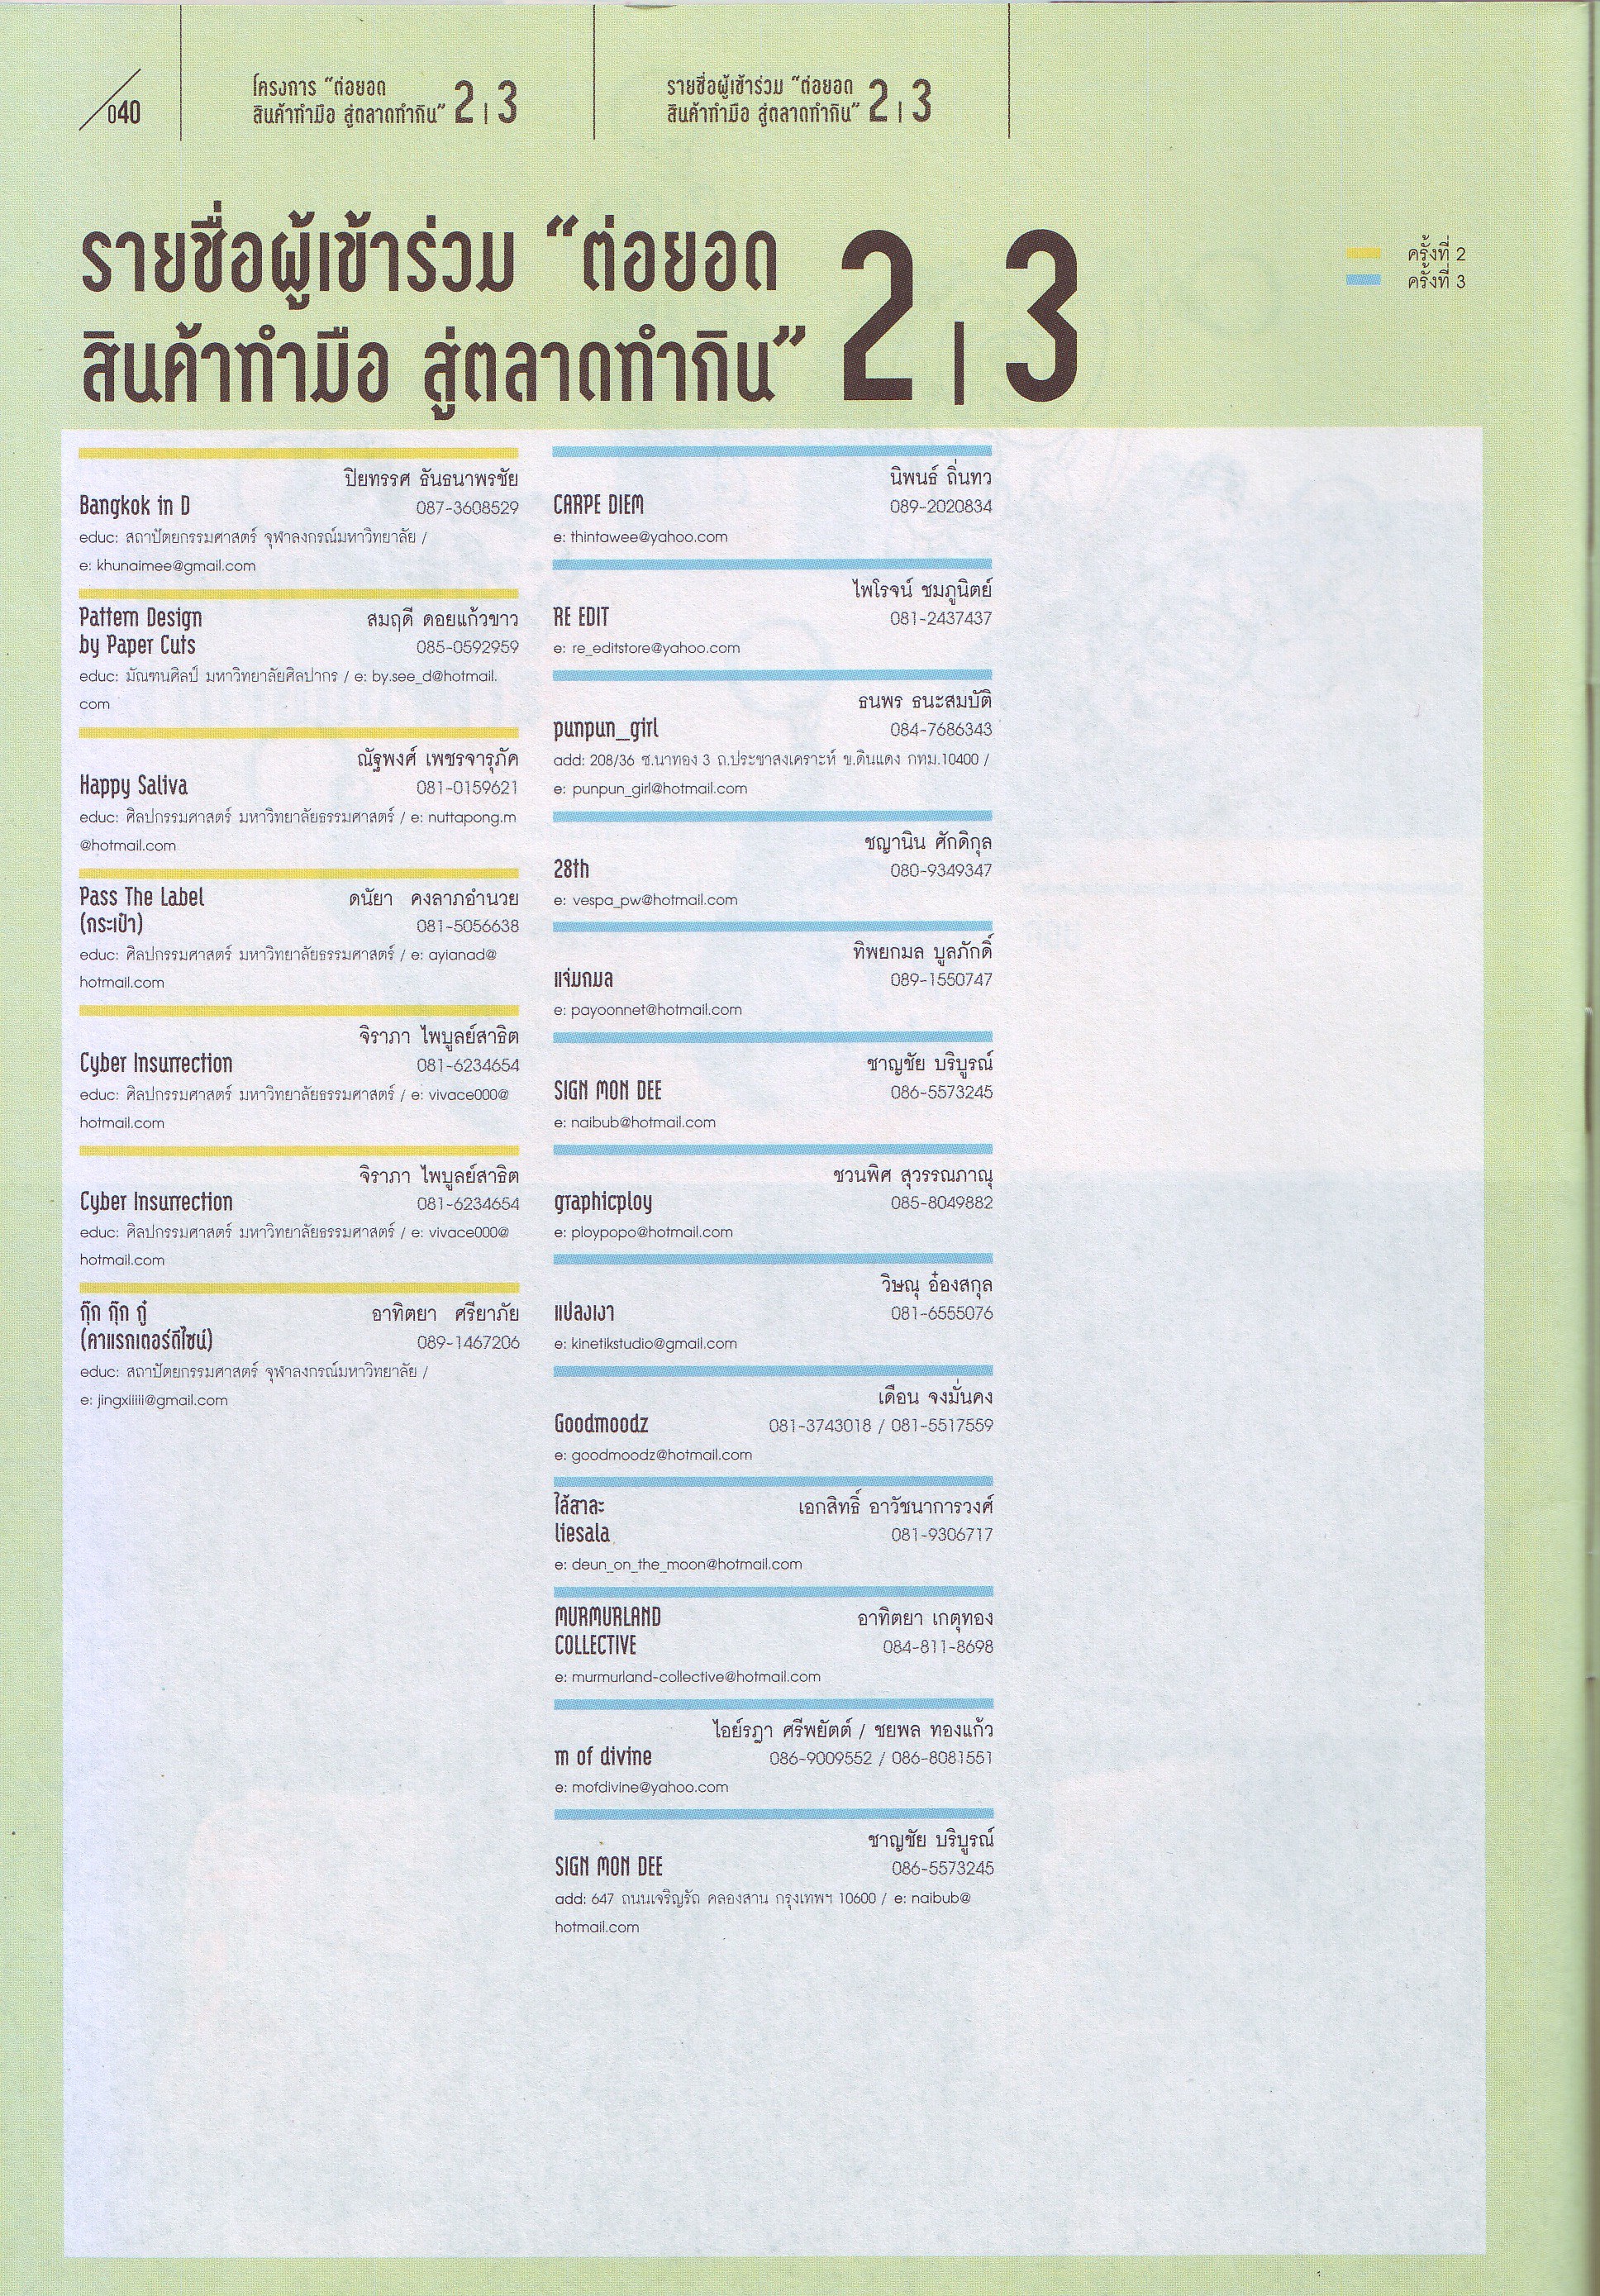 040
โครงการ “ต่อยอด
สินค้าทำมือ สู่ตลาดทำกิน” 2 | 3
รายชื่อผู้เข้าร่วม “ต่อยอด
สินค้าทำมือ สู่ตลาดทำกิน” 2 | 3
รายชื่อผู้เข้าร่วม “ต่อยอด
สินค้าทำมือ สู่ตลาดทำกิน” 2 | 3
ครั้งที่ 2
ครั้งที่ 3
ปิยทรรศ ธันธนาพรชัย
Bangkok in D 087-3608529
educ: สถาปัตยกรรมศาสตร์ จุฬาลงกรณ์มหาวิทยาลัย /
e: khunaimee@gmail.com
Pattern Design สมฤดี ดอยแก้วขาว
by Paper Cuts 085-0592959
educ: มัณฑนศิลป์ มหาวิทยาลัยศิลปากร / e: by.see_d@hotmail.
com
ณัฐพงศ์ เพชรจารุภัค
Happy Saliva 081-0159621
educ: ศิลปกรรมศาสตร์ มหาวิทยาลัยธรรมศาสตร์ / e: nuttapong.m
@hotmail.com
Pass The Label ดนัยา คงลาภอำนวย
(กระเป๋า) 081-5056638
educ: ศิลปกรรมศาสตร์ มหาวิทยาลัยธรรมศาสตร์ / e: ayianad@
hotmail.com
จิราภา ไพบูลย์สาธิต
Cyber Insurrection 081-6234654
educ: ศิลปกรรมศาสตร์ มหาวิทยาลัยธรรมศาสตร์ / e: vivace000@
hotmail.com
จิราภา ไพบูลย์สาธิต
Cyber Insurrection 081-6234654
educ: ศิลปกรรมศาสตร์ มหาวิทยาลัยธรรมศาสตร์ / e: vivace000@
hotmail.com
กุ๊ก กุ๊ก กู๋ อาทิตยา ศรียาภัย
(คาแรกเตอร์ดีไซน์) 089-1467206
educ: สถาปัตยกรรมศาสตร์ จุฬาลงกรณ์มหาวิทยาลัย /
e: jingxiiiii@gmail.com
นิพนธ์ ถิ่นทว
CARPE DIEM 089-2020834
e: thintawee@yahoo.com
ไพโรจน์ ชมภูนิตย์
RE EDIT 081-2437437
e: re_editstore@yahoo.com
ธนพร ธนะสมบัติ
punpun_girl 084-7686343
add: 208/36 ซ.นาทอง 3 ถ.ประชาสงเคราะห์ ข.ดินแดง กทม.10400 /
e: punpun_girl@hotmail.com
ชญานิน ศักดิกุล
28th 080-9349347
e: vespa_pw@hotmail.com
ทิพยกมล บูลภักดิ์
แจ่มกมล 089-1550747
e: payoonnet@hotmail.com
ชาญชัย บริบูรณ์
SIGN MON DEE 086-5573245
e: naibub@hotmail.com
ชวนพิศ สุวรรณภาณุ
graphicploy 085-8049882
e: ploypopo@hotmail.com
วิษณุ อ๋องสกุล
แปลงเงา 081-6555076
e: kinetikstudio@gmail.com
เดือน จงมั่นคง
Goodmoodz 081-3743018 / 081-5517559
e: goodmoodz@hotmail.com
ไล้สาละ เอกสิทธิ์ อาวัชนาการวงศ์
liesala 081-9306717
e: deun_on_the_moon@hotmail.com
MURMURLAND อาทิตยา เกตุทอง
COLLECTIVE 084-811-8698
e: murmurland-collective@hotmail.com
ไอย์รฎา ศรีพยัตต์ / ชยพล ทองแก้ว
m of divine 086-9009552 / 086-8081551
e: mofdivine@yahoo.com
ชาญชัย บริบูรณ์
SIGN MON DEE 086-5573245
add: 647 ถนนเจริญรัถ คลองสาน กรุงเทพฯ 10600 / e: naibub@
hotmail.com